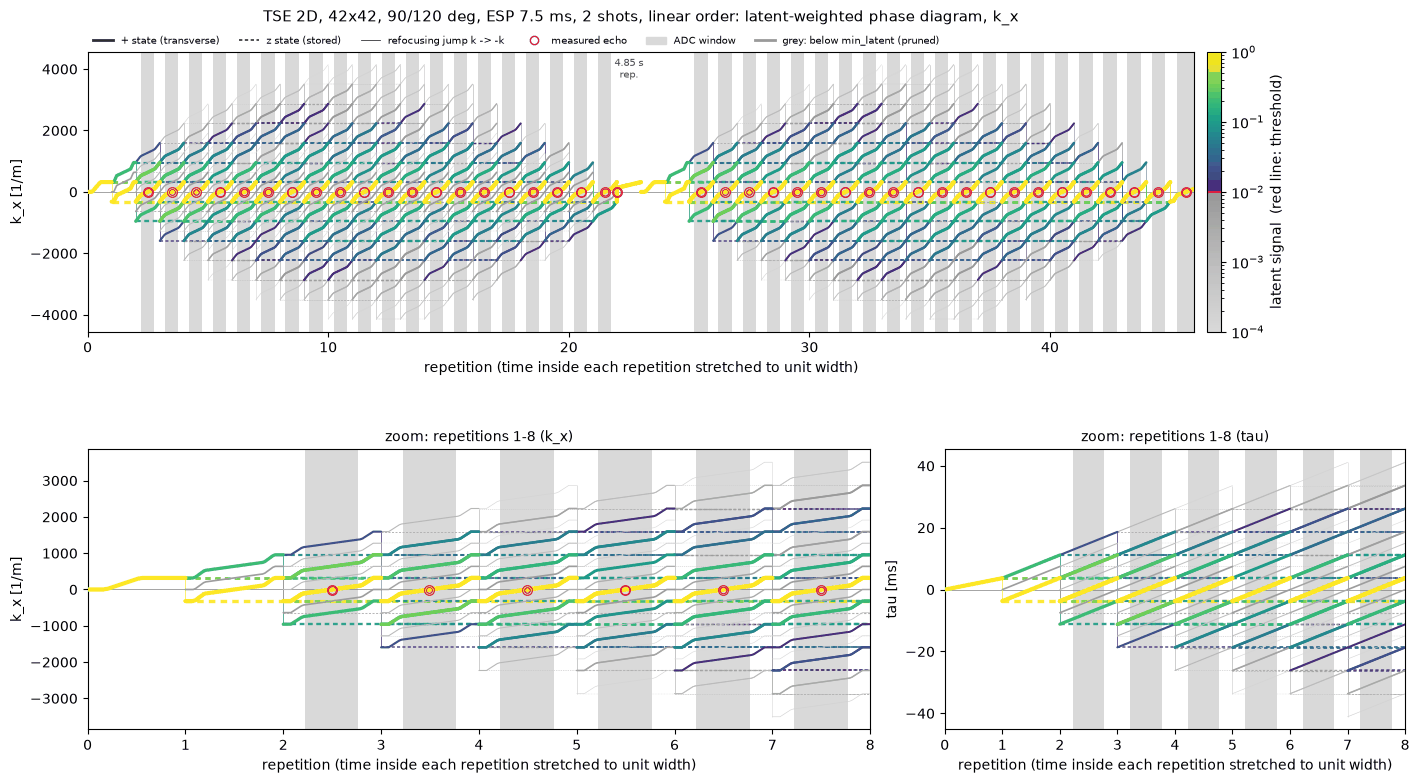 TSE 2D, 42x42, 90/120 deg, ESP 7.5 ms, 2 shots, linear order: latent-weighted phase diagram, k_x
+ state (transverse) z state (stored) refocusing jump k -> -k measured echo ADC window grey: below min_latent (pruned)
4.85 s
rep.
k_x [1/m]
4000
2000
0
−2000
−4000
0 10 20 30 40
repetition (time inside each repetition stretched to unit width)
10^0
10^-1
10^-2
10^-3
10^-4
latent signal (red line: threshold)
zoom: repetitions 1-8 (k_x)
k_x [1/m]
3000
2000
1000
0
−1000
−2000
−3000
0 1 2 3 4 5 6 7 8
repetition (time inside each repetition stretched to unit width)
zoom: repetitions 1-8 (tau)
tau [ms]
40
20
0
−20
−40
0 1 2 3 4 5 6 7 8
repetition (time inside each repetition stretched to unit width)